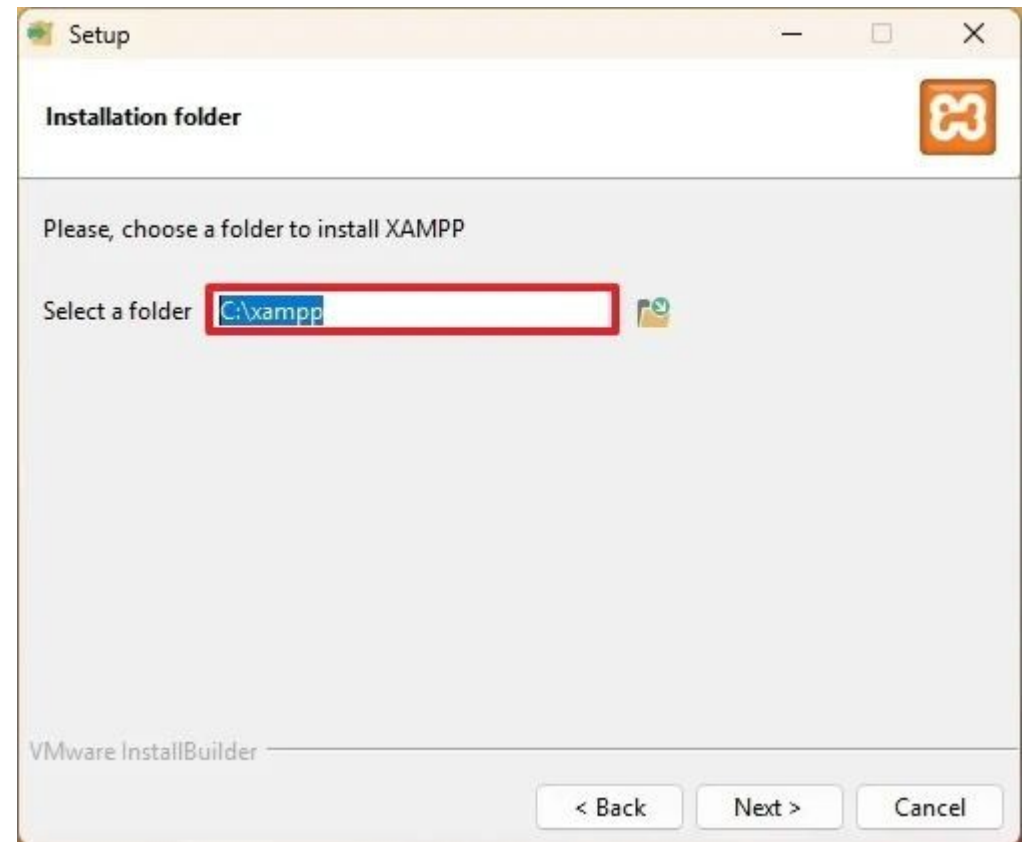 Setup
Installation folder
Please, choose a folder to install XAMPP
Select a folder C:\xampp
VMware InstallBuilder
< Back Next > Cancel